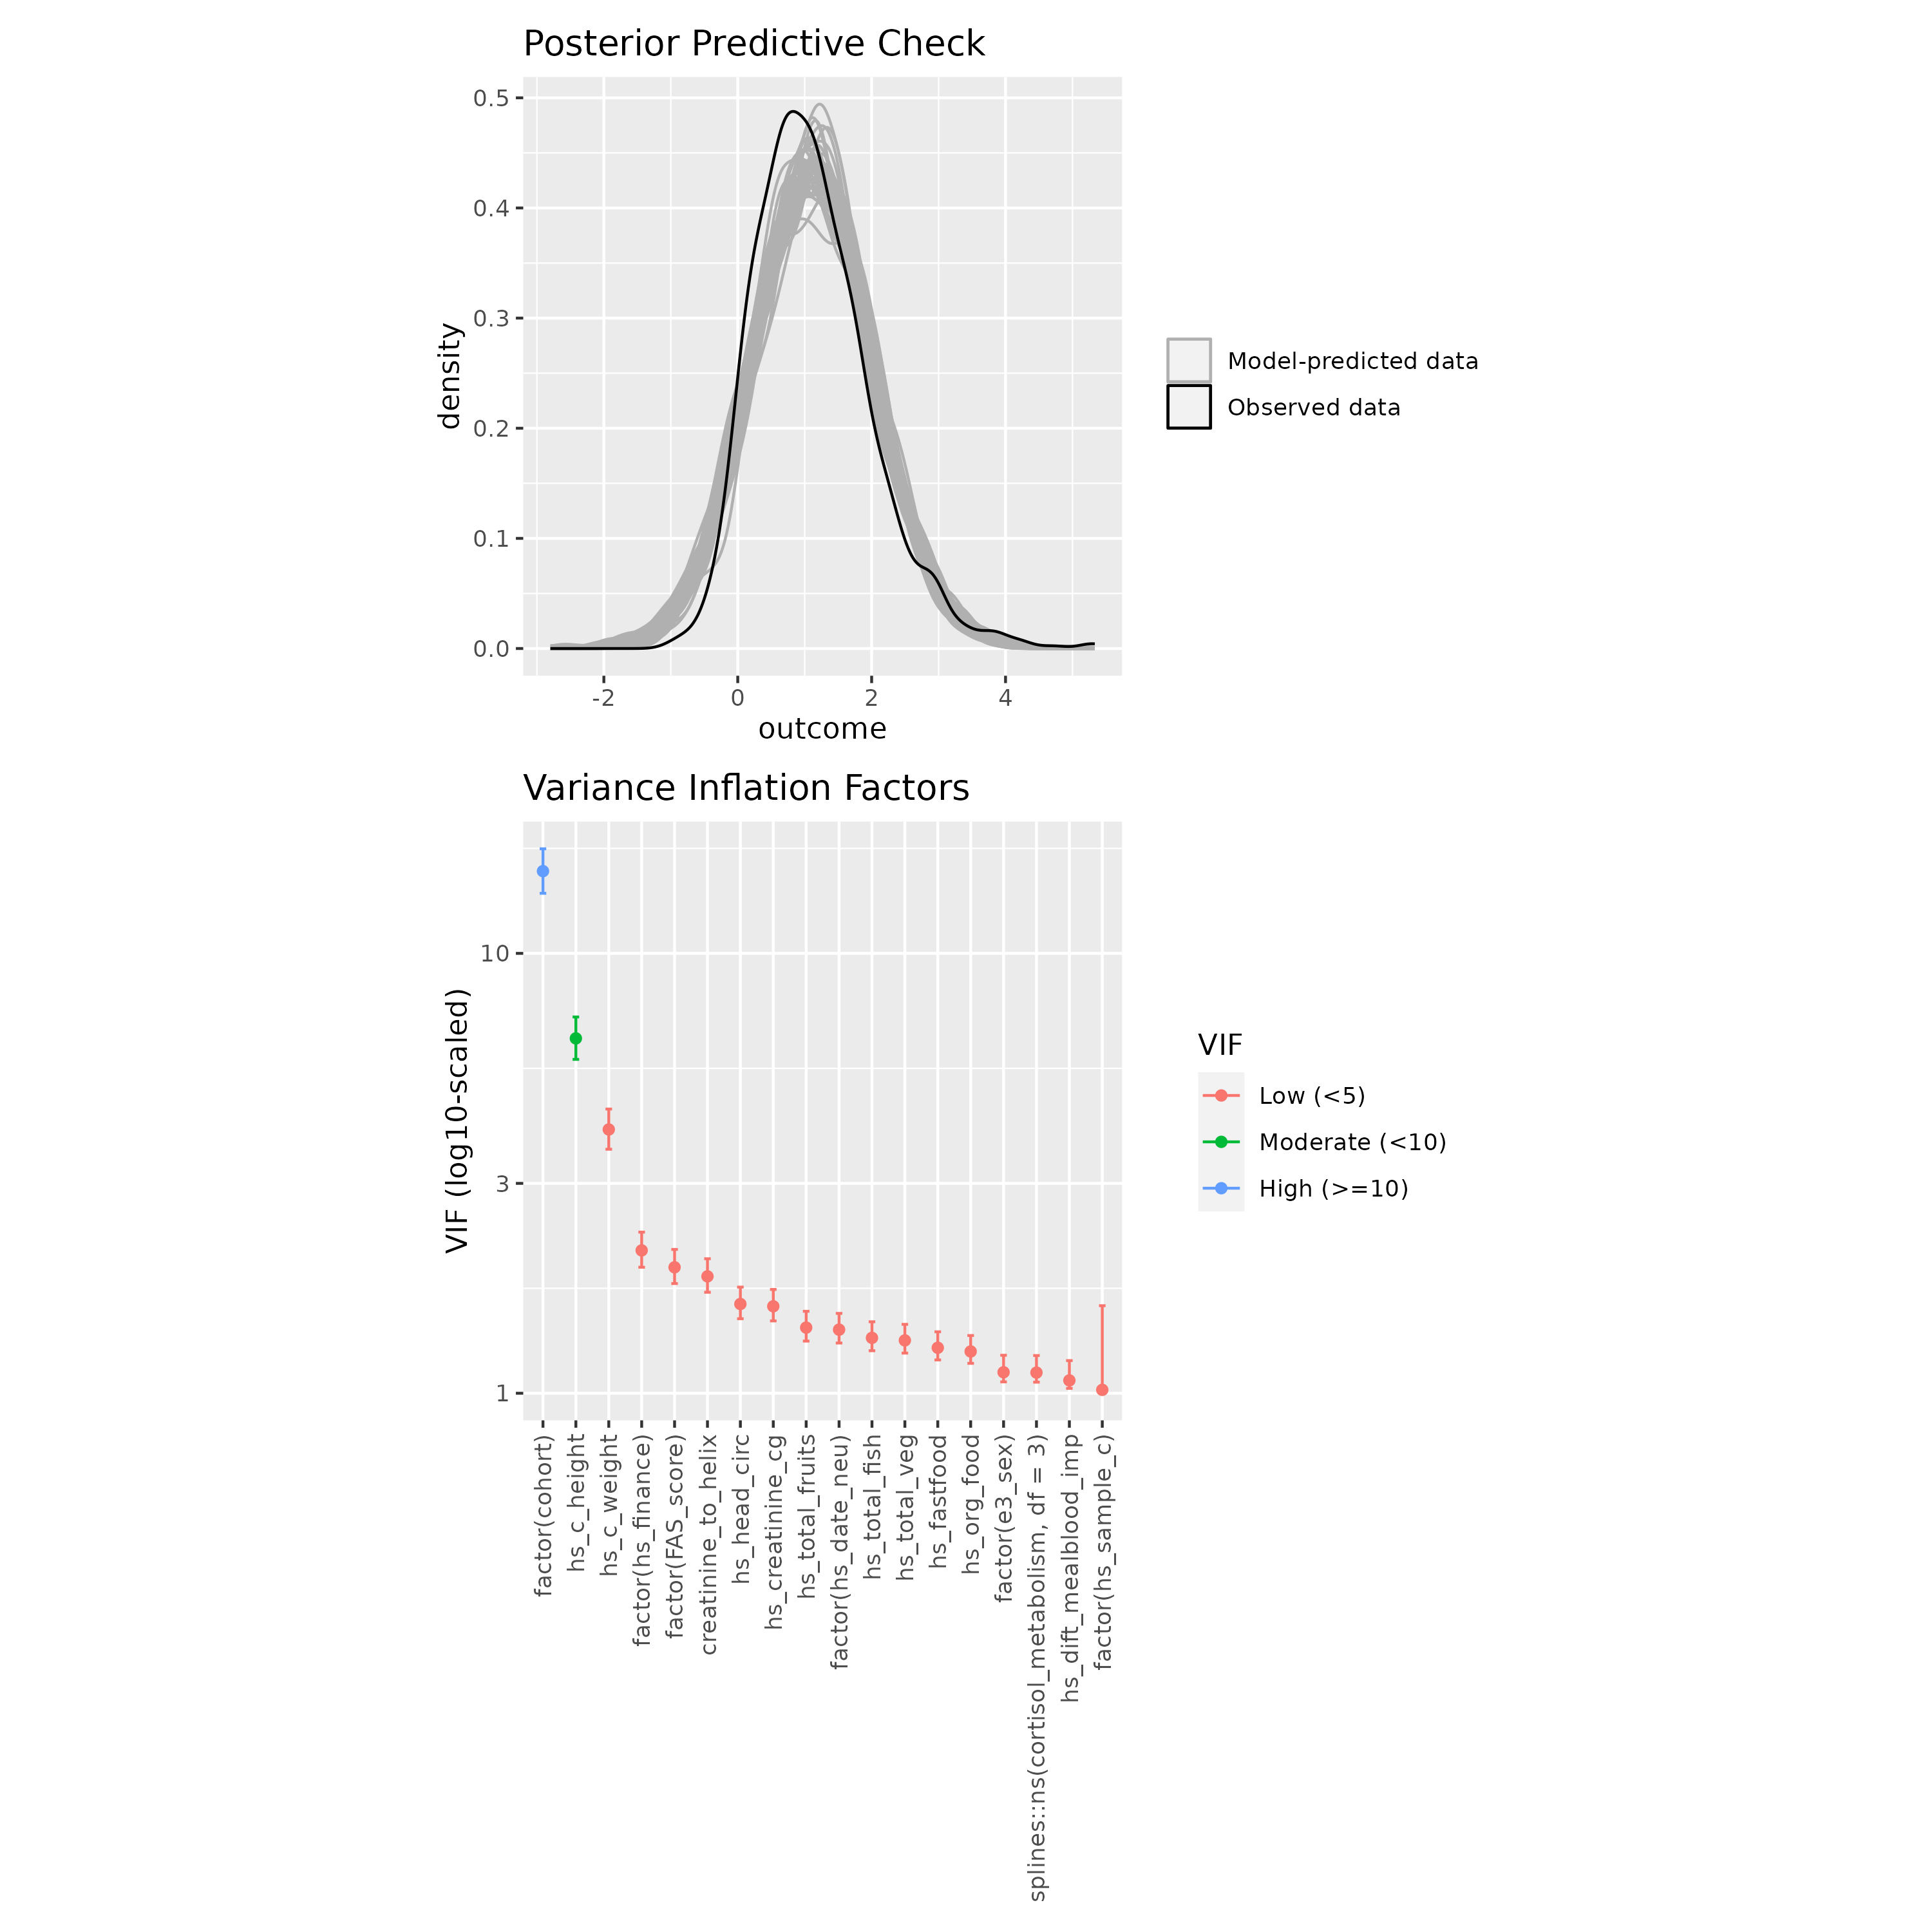 Posterior Predictive Check
0.5
0.4
0.3
0.2
0.1
0.0
density
-2
0
2
4
outcome
Model-predicted data
Observed data
Variance Inflation Factors
10
3
1
VIF (log10-scaled)
factor(cohort)
hs_c_height
hs_c_weight
factor(hs_finance)
factor(FAS_score)
creatinine_to_helix
hs_head_circ
hs_creatinine_cg
hs_total_fruits
factor(hs_date_neu)
hs_total_fish
hs_total_veg
hs_fastfood
hs_org_food
factor(e3_sex)
splines::ns(cortisol_metabolism, df = 3)
hs_dift_mealblood_imp
factor(hs_sample_c)
VIF
Low (<5)
Moderate (<10)
High (>=10)